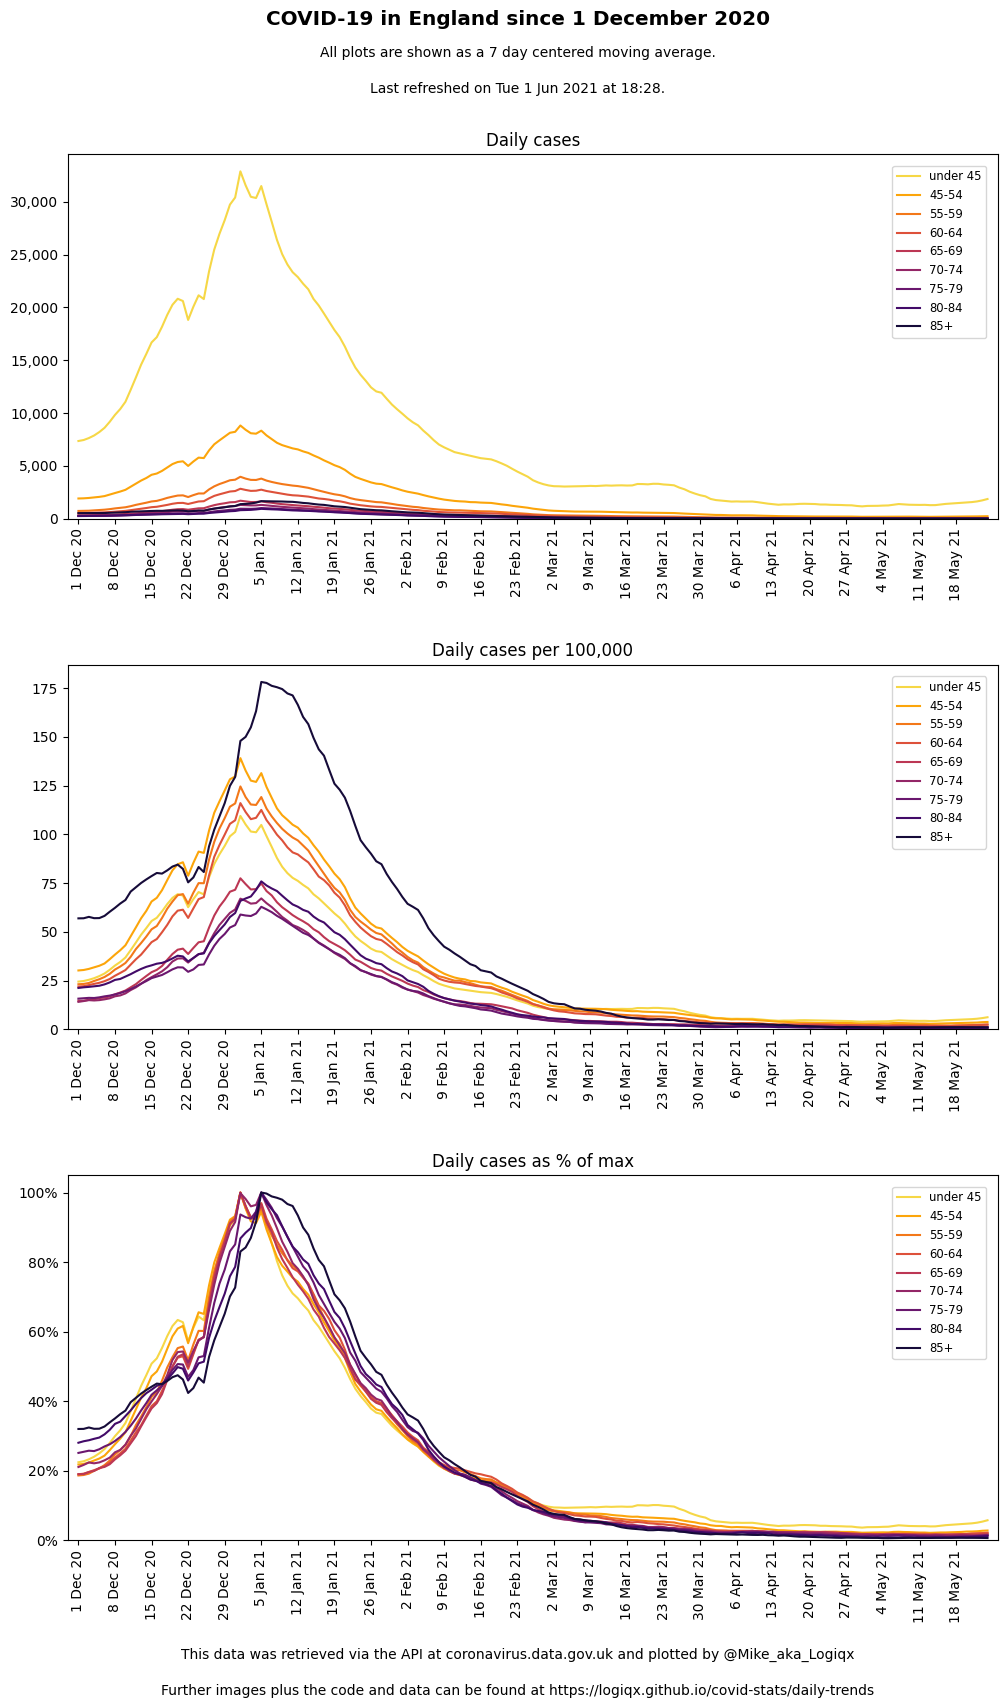 COVID-19 in England since 1 December 2020
All plots are shown as a 7 day centered moving average.
Last refreshed on Tue 1 Jun 2021 at 18:28.
Daily cases
30,000
25,000
20,000
15,000
10,000
5,000
0
under 45
45-54
55-59
60-64
65-69
70-74
75-79
80-84
85+
1 Dec 20
8 Dec 20
15 Dec 20
22 Dec 20
29 Dec 20
5 Jan 21
12 Jan 21
19 Jan 21
26 Jan 21
2 Feb 21
9 Feb 21
16 Feb 21
23 Feb 21
2 Mar 21
9 Mar 21
16 Mar 21
23 Mar 21
30 Mar 21
6 Apr 21
13 Apr 21
20 Apr 21
27 Apr 21
4 May 21
11 May 21
18 May 21
Daily cases per 100,000
175
150
125
100
75
50
25
0
under 45
45-54
55-59
60-64
65-69
70-74
75-79
80-84
85+
1 Dec 20
8 Dec 20
15 Dec 20
22 Dec 20
29 Dec 20
5 Jan 21
12 Jan 21
19 Jan 21
26 Jan 21
2 Feb 21
9 Feb 21
16 Feb 21
23 Feb 21
2 Mar 21
9 Mar 21
16 Mar 21
23 Mar 21
30 Mar 21
6 Apr 21
13 Apr 21
20 Apr 21
27 Apr 21
4 May 21
11 May 21
18 May 21
Daily cases as % of max
100%
80%
60%
40%
20%
0%
under 45
45-54
55-59
60-64
65-69
70-74
75-79
80-84
85+
1 Dec 20
8 Dec 20
15 Dec 20
22 Dec 20
29 Dec 20
5 Jan 21
12 Jan 21
19 Jan 21
26 Jan 21
2 Feb 21
9 Feb 21
16 Feb 21
23 Feb 21
2 Mar 21
9 Mar 21
16 Mar 21
23 Mar 21
30 Mar 21
6 Apr 21
13 Apr 21
20 Apr 21
27 Apr 21
4 May 21
11 May 21
18 May 21
This data was retrieved via the API at coronavirus.data.gov.uk and plotted by @Mike_aka_Logiqx
Further images plus the code and data can be found at https://logiqx.github.io/covid-stats/daily-trends